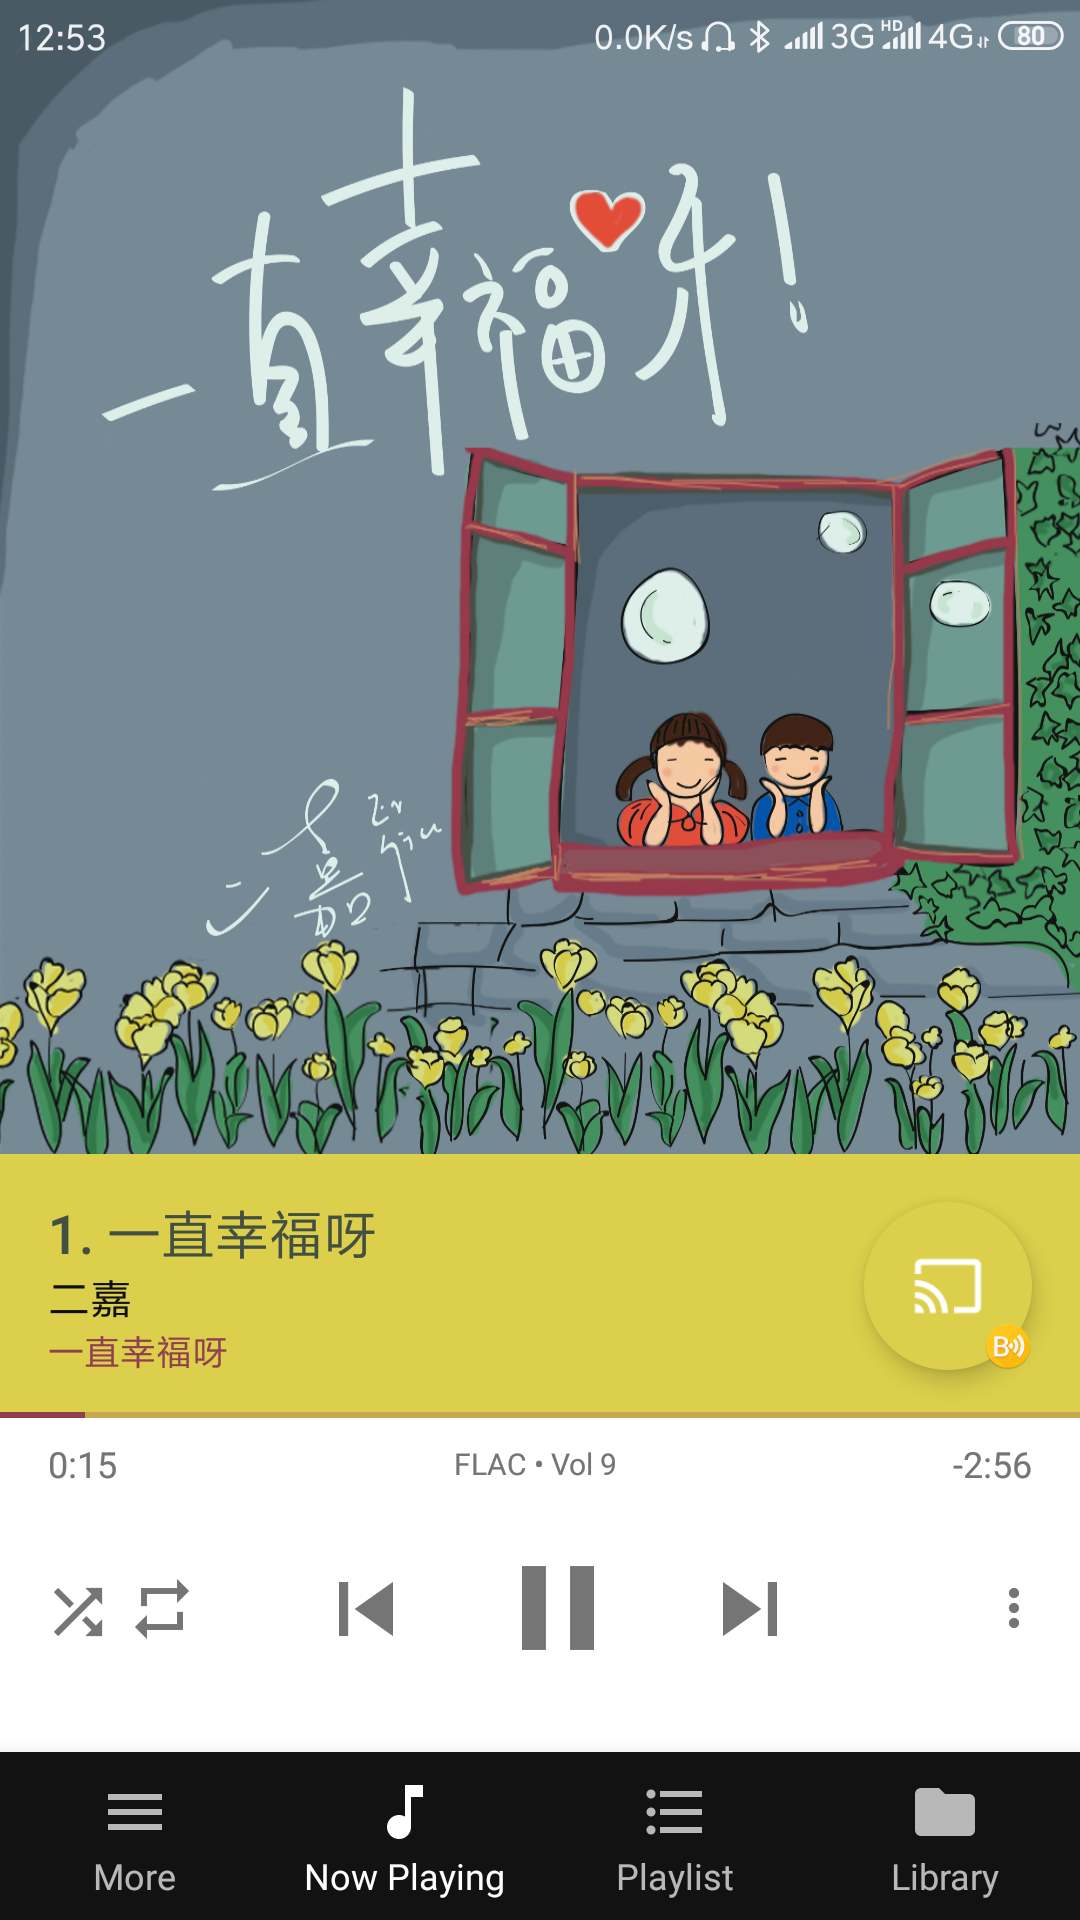 12:53
0.0K/s 3G HD 4G 80
一直幸福呀!
二嘉
Er
jia
1. 一直幸福呀
二嘉
一直幸福呀
B
0:15 FLAC • Vol 9 -2:56
More Now Playing Playlist Library